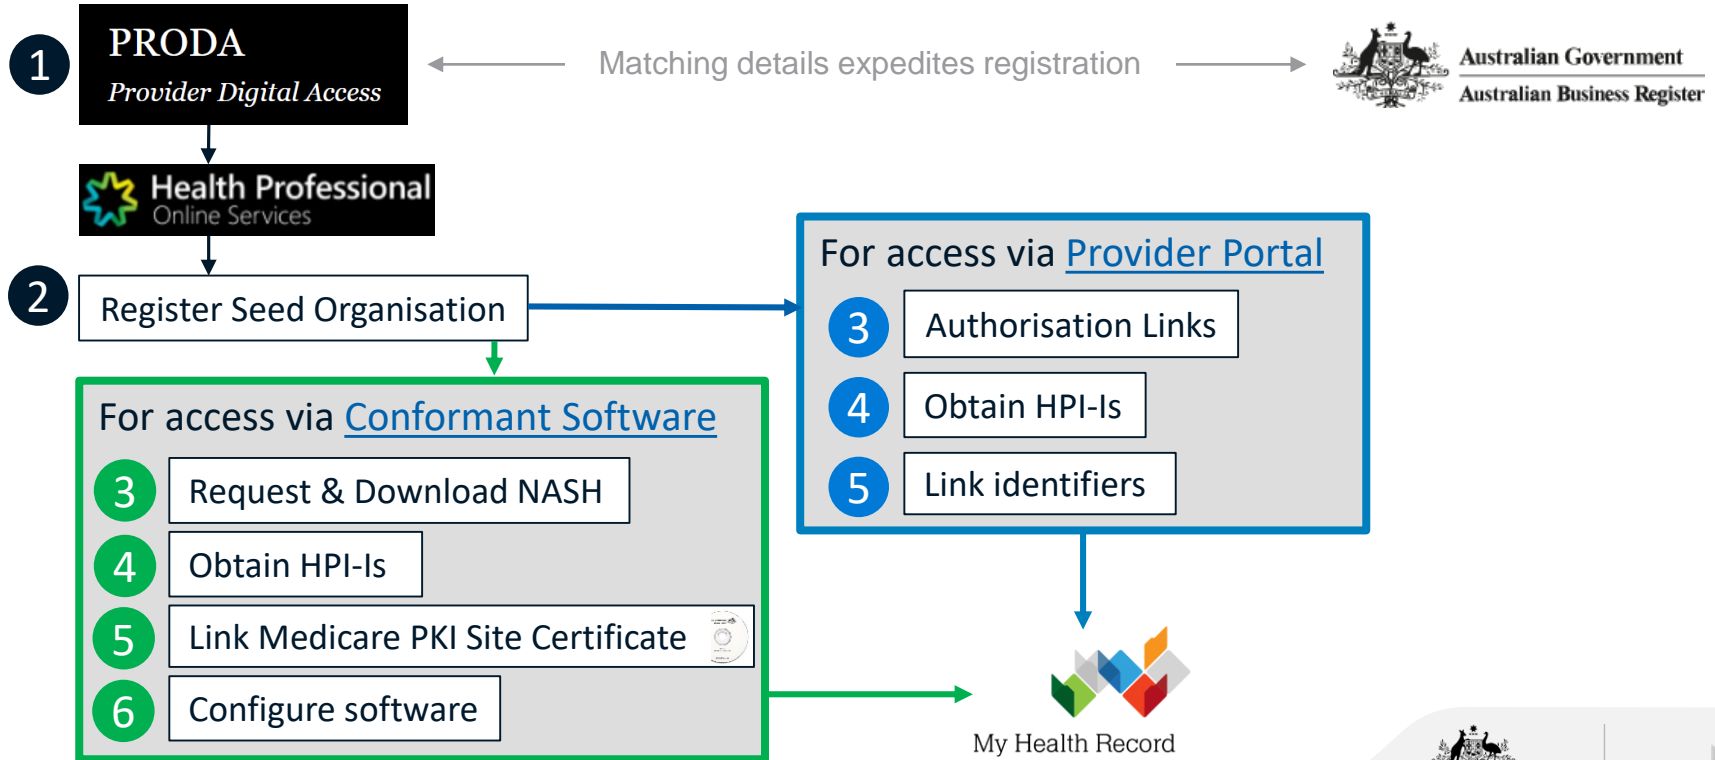 1
PRODA
Provider Digital Access
Matching details expedites registration
Australian Government
Australian Business Register
Health Professional
Online Services
2
Register Seed Organisation
For access via Provider Portal
3 Authorisation Links
4 Obtain HPI-Is
5 Link identifiers
For access via Conformant Software
3 Request & Download NASH
4 Obtain HPI-Is
5 Link Medicare PKI Site Certificate
6 Configure software
My Health Record